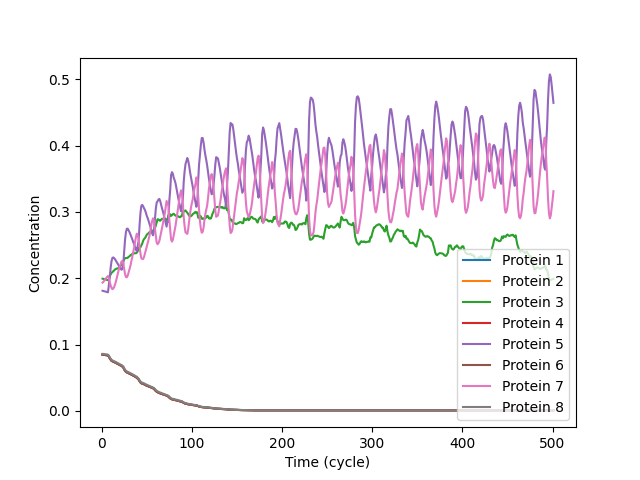 0.5
0.4
0.3
0.2
0.1
0.0
Concentration
0
100
200
300
400
500
Time (cycle)
Protein 1
Protein 2
Protein 3
Protein 4
Protein 5
Protein 6
Protein 7
Protein 8